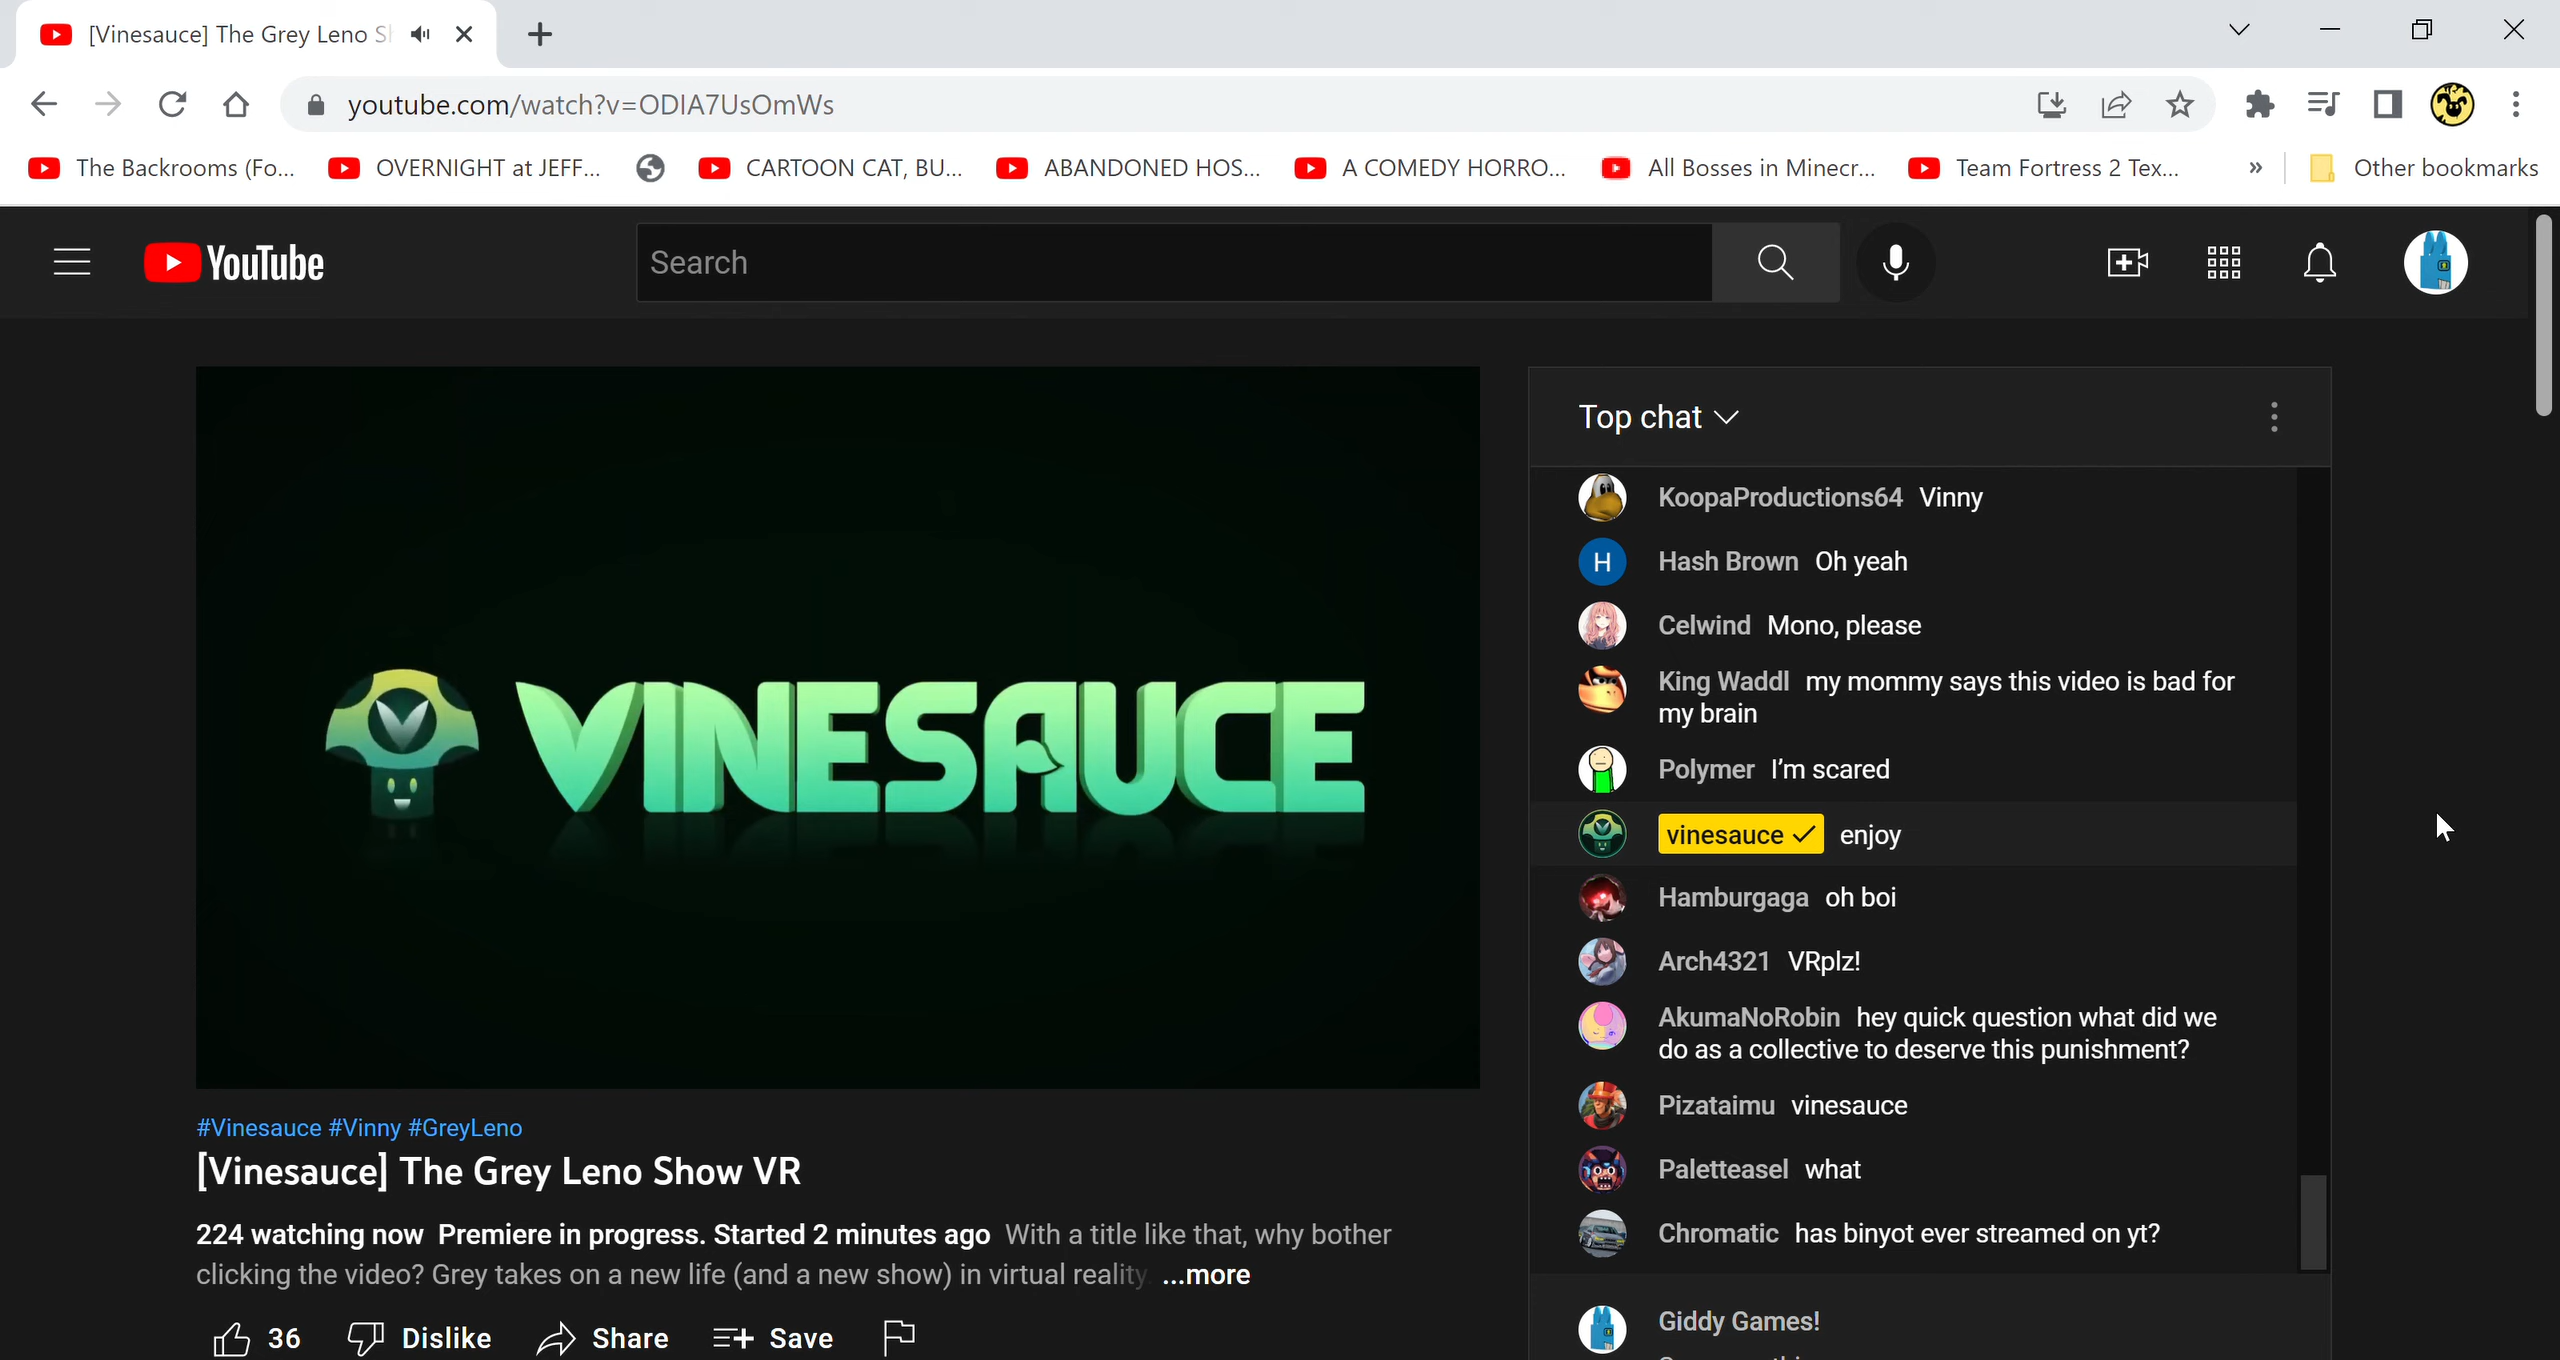 [Vinesauce] The Grey Leno S
youtube.com/watch?v=ODIA7UsOmWs
The Backrooms (Fo... OVERNIGHT at JEFF... CARTOON CAT, BU... ABANDONED HOS... A COMEDY HORRO... All Bosses in Minecr... Team Fortress 2 Tex... » Other bookmarks
YouTube
Search
VINESAUCE
Top chat
KoopaProductions64 Vinny
H Hash Brown Oh yeah
Celwind Mono, please
King Waddl my mommy says this video is bad for
my brain
Polymer I'm scared
vinesauce ✓ enjoy
Hamburgaga oh boi
Arch4321 VRplz!
AkumaNoRobin hey quick question what did we
do as a collective to deserve this punishment?
Pizataimu vinesauce
Paletteasel what
Chromatic has binyot ever streamed on yt?
Giddy Games!
#Vinesauce #Vinny #GreyLeno
[Vinesauce] The Grey Leno Show VR
224 watching now Premiere in progress. Started 2 minutes ago With a title like that, why bother
clicking the video? Grey takes on a new life (and a new show) in virtual reality. ...more
36 Dislike Share Save